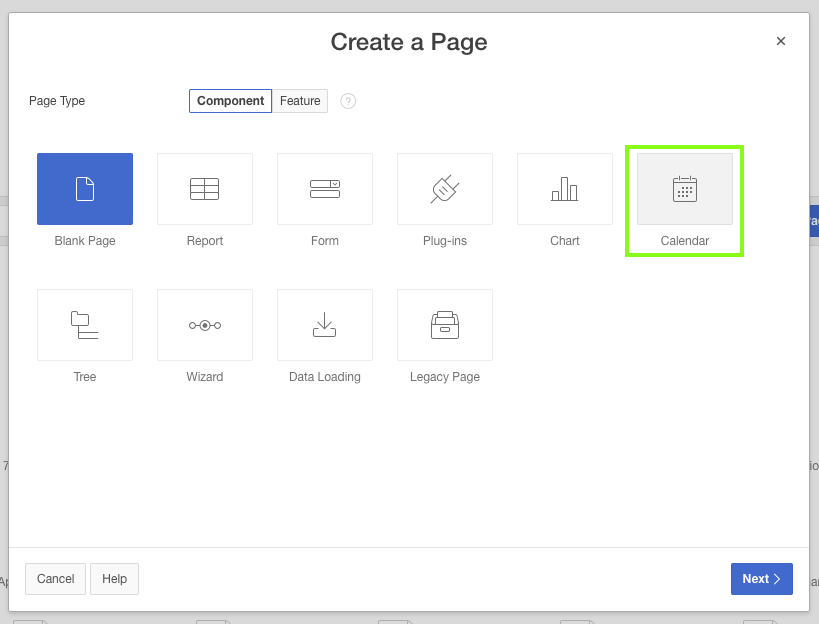 Create a Page
Page Type
Component
Feature
?
Blank Page
Report
Form
Plug-ins
Chart
Calendar
Tree
Wizard
Data Loading
Legacy Page
7
Cancel
Help
Next